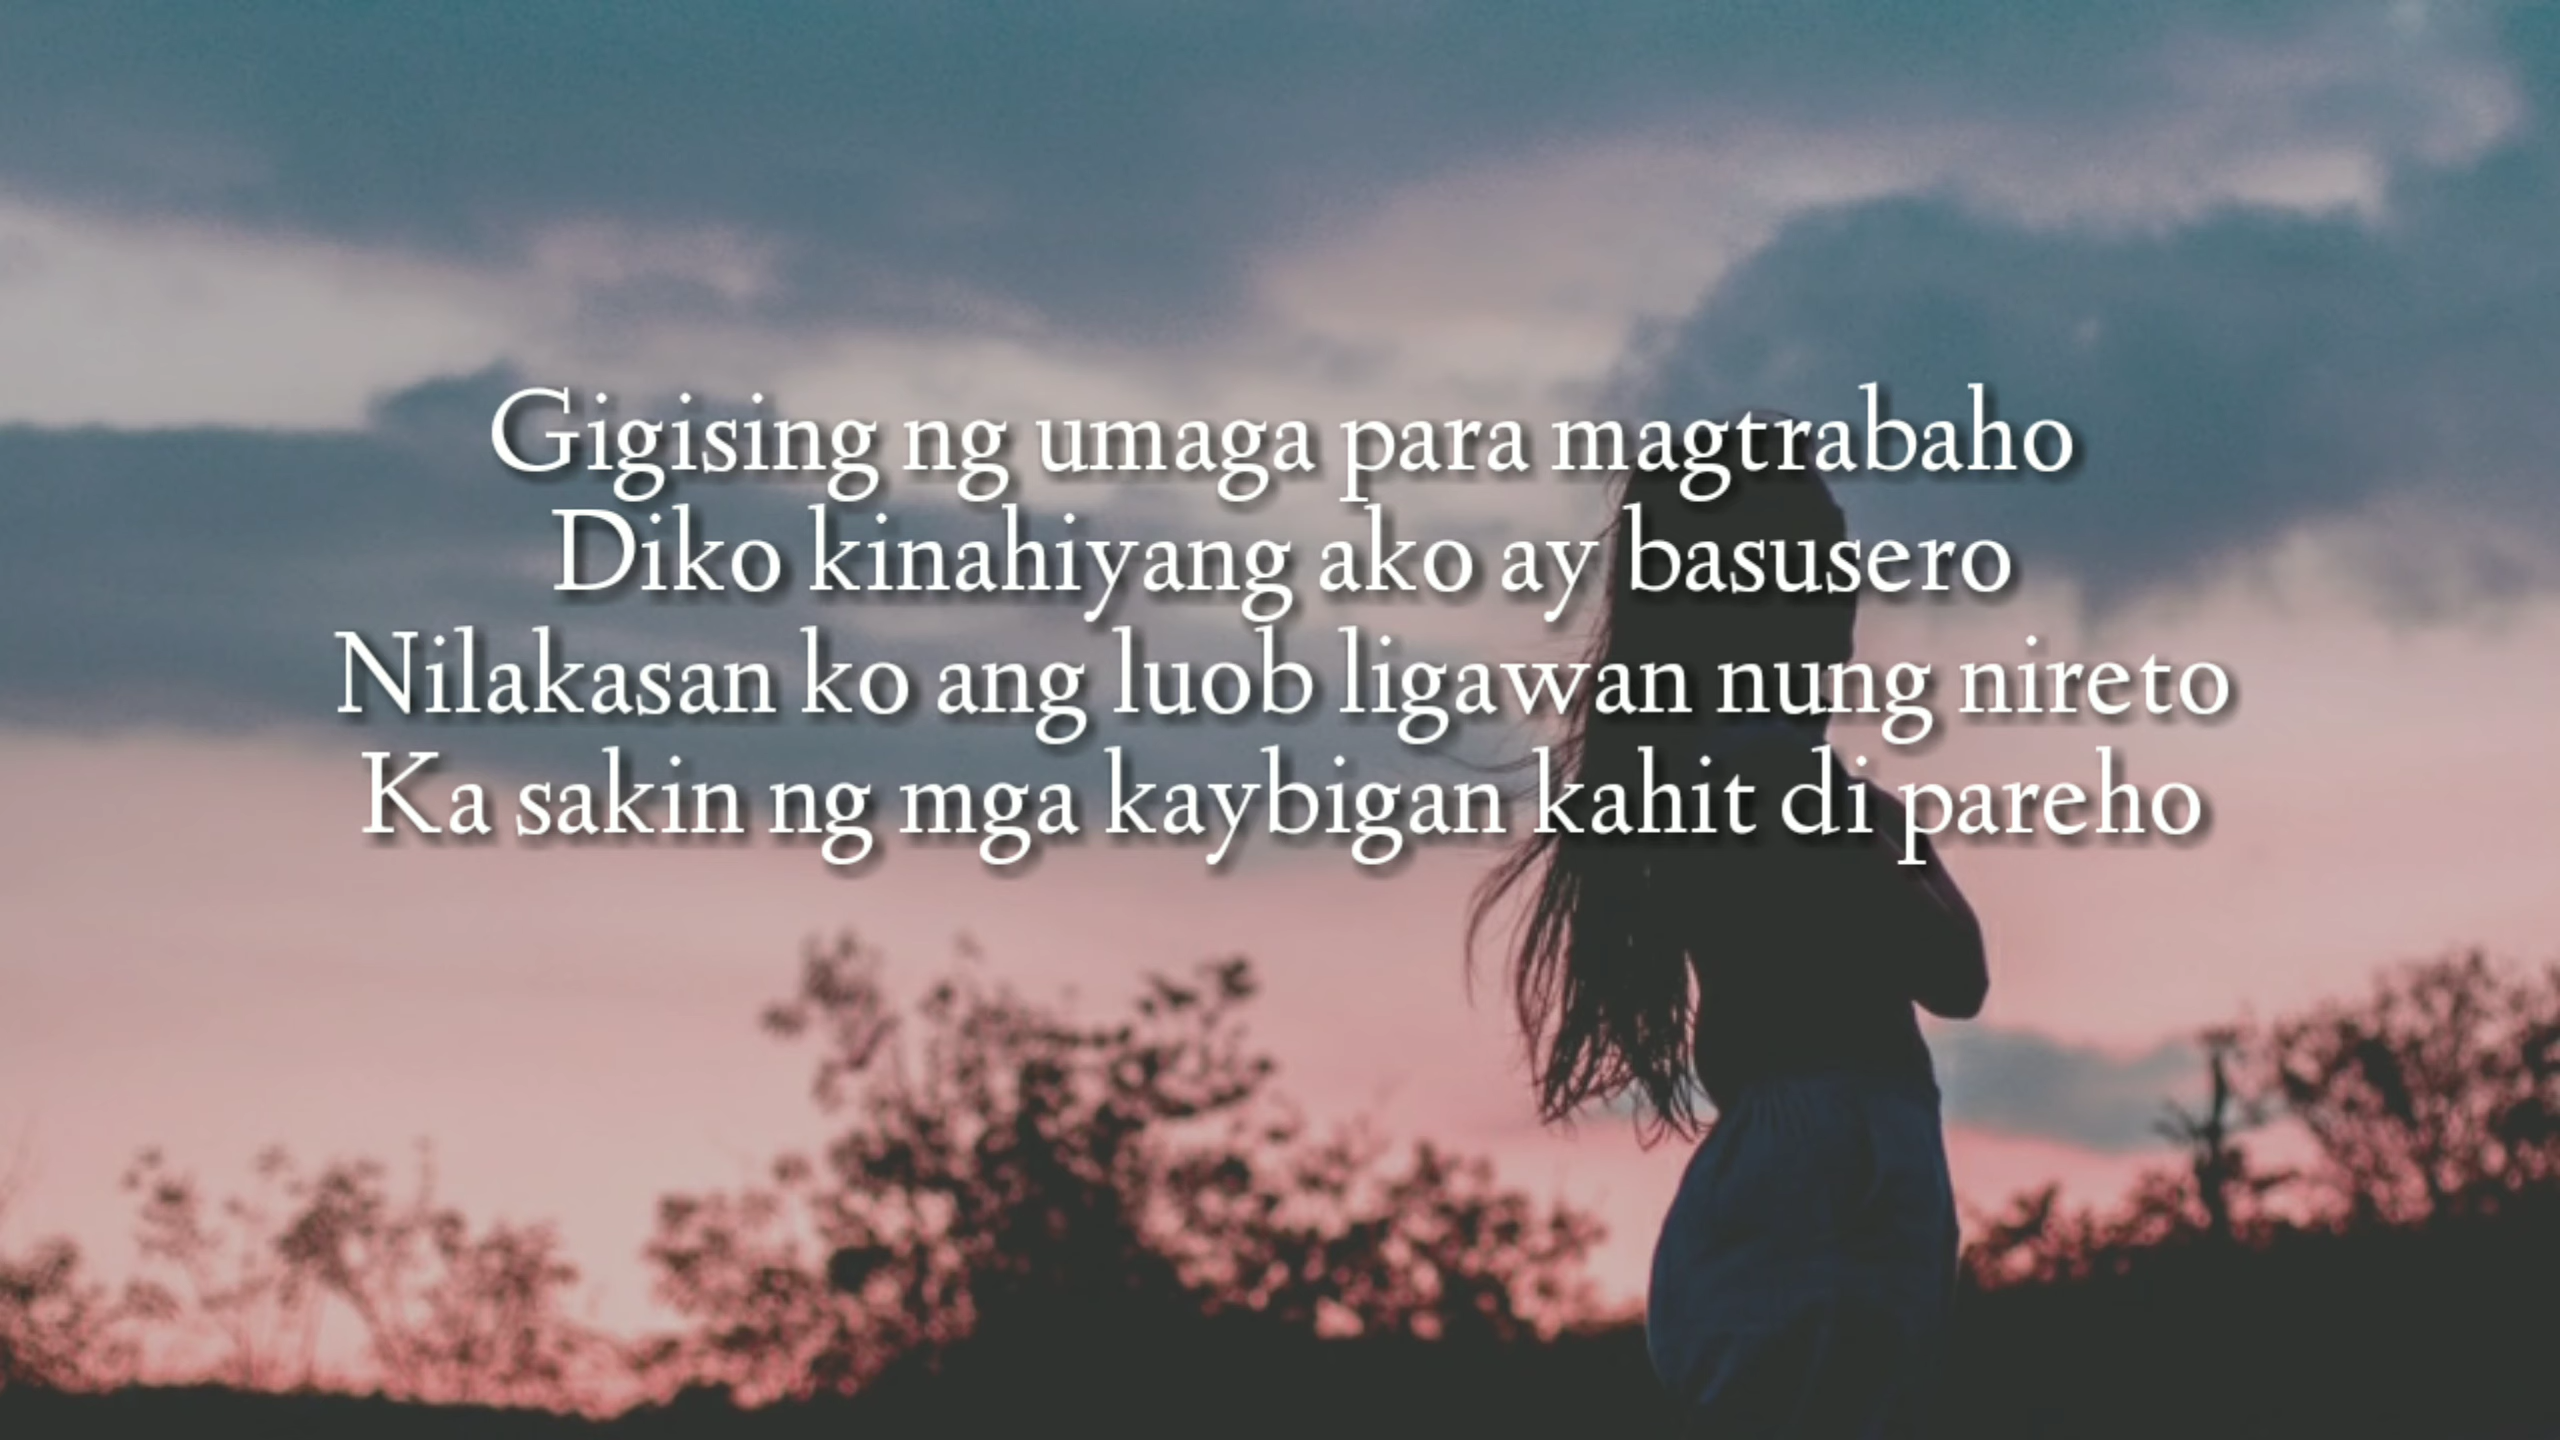 Gigising ng umaga para magtrabaho
Diko kinahiyang ako ay basusero
Nilakasan ko ang luob ligawan nung nireto
Ka sakin ng mga kaybigan kahit di pareho